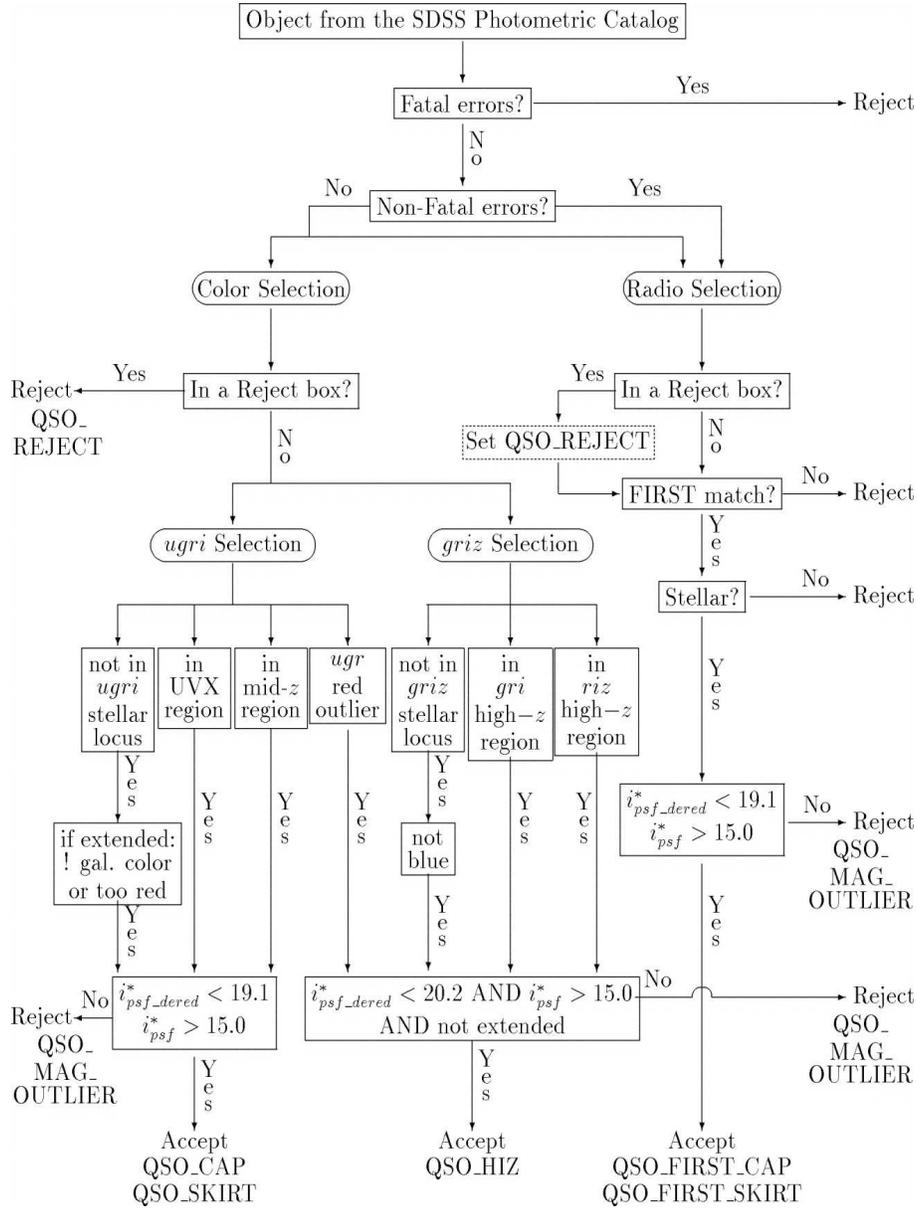 Object from the SDSS Photometric Catalog
Fatal errors?
Yes
Reject
No
Non-Fatal errors?
No
Yes
Color Selection
Radio Selection
In a Reject box?
Yes
Reject
QSO_
REJECT
No
In a Reject box?
Yes
Set QSO_REJECT
No
FIRST match?
No
Reject
Yes
Stellar?
No
Reject
Yes
ugri Selection
griz Selection
not in
ugri
stellar
locus
in
UVX
region
in
mid-z
region
ugr
red
outlier
not in
griz
stellar
locus
in
gri
high−z
region
in
riz
high−z
region
Yes
Yes
Yes
Yes
Yes
Yes
Yes
if extended:
! gal. color
or too red
Yes
not
blue
Yes
i*psf_dered < 19.1
i*psf > 15.0
No
Reject
QSO_
MAG_
OUTLIER
Yes
i*psf_dered < 19.1
i*psf > 15.0
No
Reject
QSO_
MAG_
OUTLIER
Yes
i*psf_dered < 20.2 AND i*psf > 15.0
AND not extended
No
Reject
QSO_
MAG_
OUTLIER
Yes
Accept
QSO_CAP
QSO_SKIRT
Accept
QSO_HIZ
Accept
QSO_FIRST_CAP
QSO_FIRST_SKIRT